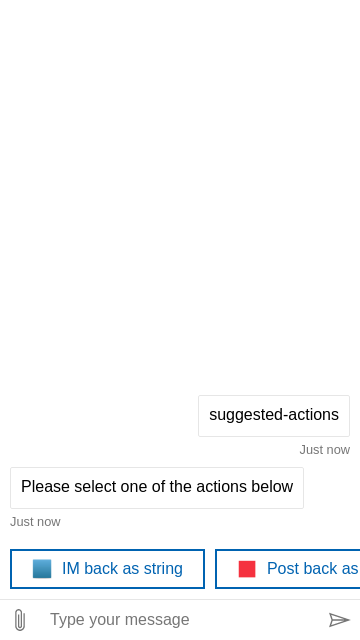 suggested-actions
Just now
Please select one of the actions below
Just now
IM back as string
Post back as
Type your message